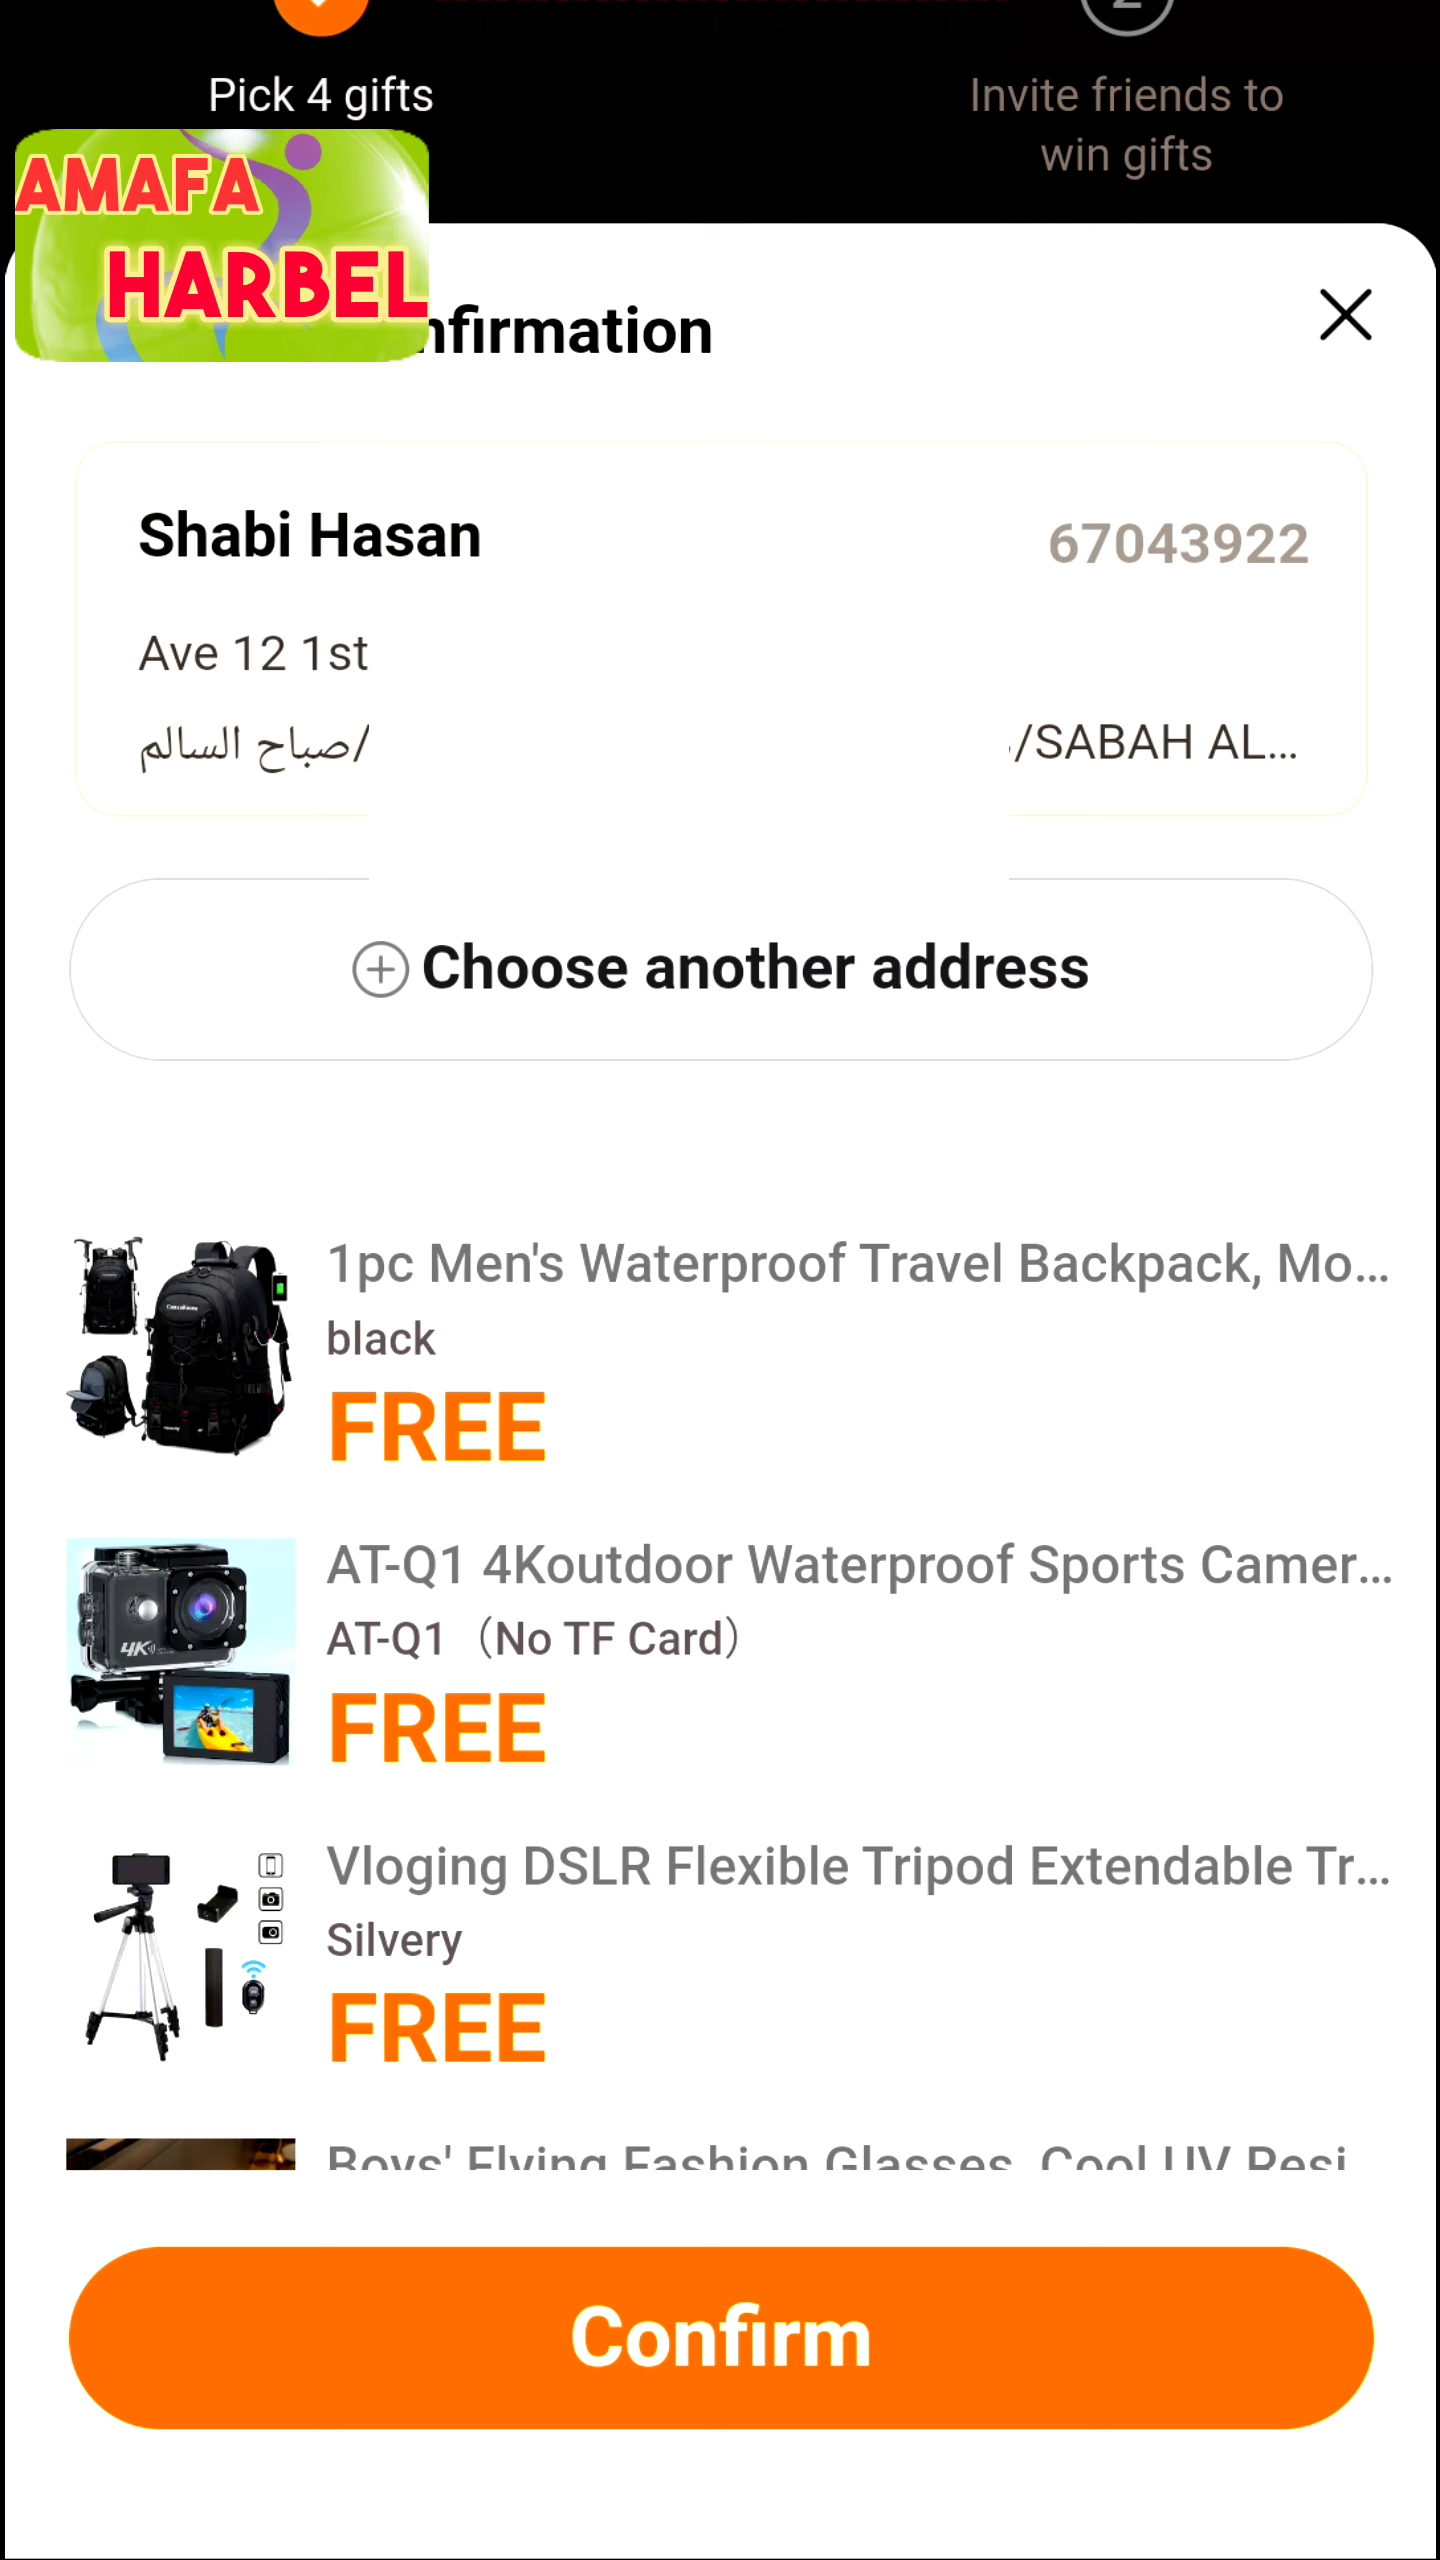 Pick 4 gifts
Invite friends to
win gifts
AMAFA
HARBEL
nfirmation
Shabi Hasan
67043922
Ave 12 1st
صباح السالم/
/SABAH AL...
Choose another address
1pc Men's Waterproof Travel Backpack, Mo...
black
FREE
4K
AT-Q1 4Koutdoor Waterproof Sports Camer...
AT-Q1（No TF Card）
FREE
Vloging DSLR Flexible Tripod Extendable Tr...
Silvery
FREE
Boys' Flying Fashion Glasses, Cool UV Resi
Confirm